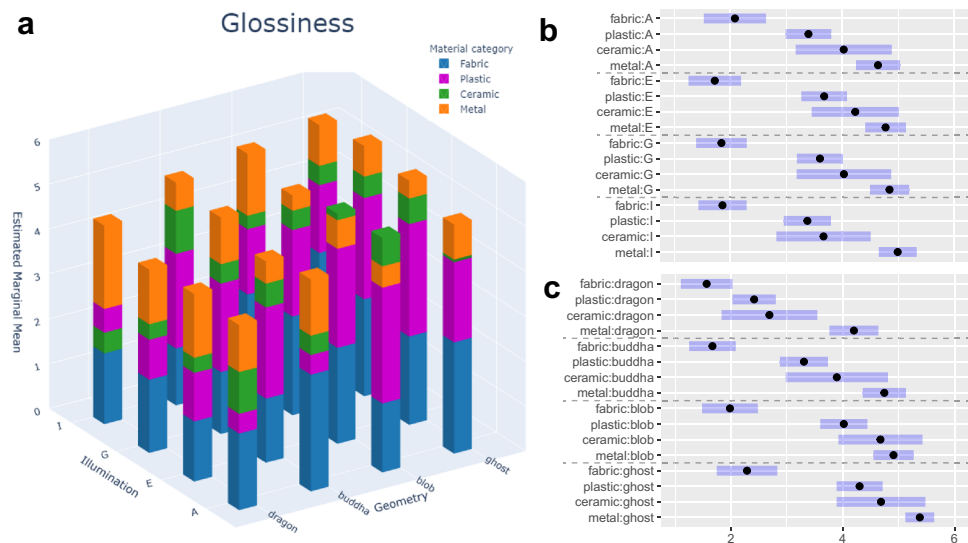 a
Glossiness
Material category
Fabric
Plastic
Ceramic
Metal
6
5
4
3
2
1
0
Estimated Marginal Mean
I
G
E
A
Illumination
dragon
buddha
blob
ghost
Geometry
b
fabric:A
plastic:A
ceramic:A
metal:A
fabric:E
plastic:E
ceramic:E
metal:E
fabric:G
plastic:G
ceramic:G
metal:G
fabric:I
plastic:I
ceramic:I
metal:I
c
fabric:dragon
plastic:dragon
ceramic:dragon
metal:dragon
fabric:buddha
plastic:buddha
ceramic:buddha
metal:buddha
fabric:blob
plastic:blob
ceramic:blob
metal:blob
fabric:ghost
plastic:ghost
ceramic:ghost
metal:ghost
2 4 6